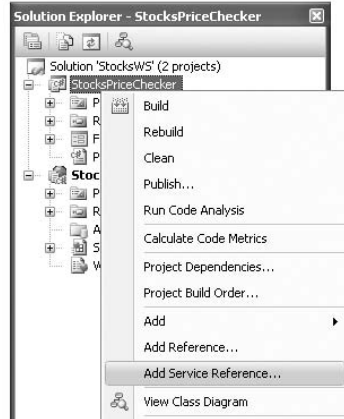 Solution Explorer - StocksPriceChecker
Solution 'StocksWS' (2 projects)
StocksPriceChecker
P
R
F
P
Stoc
P
R
A
S
W
Build
Rebuild
Clean
Publish...
Run Code Analysis
Calculate Code Metrics
Project Dependencies...
Project Build Order...
Add
Add Reference...
Add Service Reference...
View Class Diagram